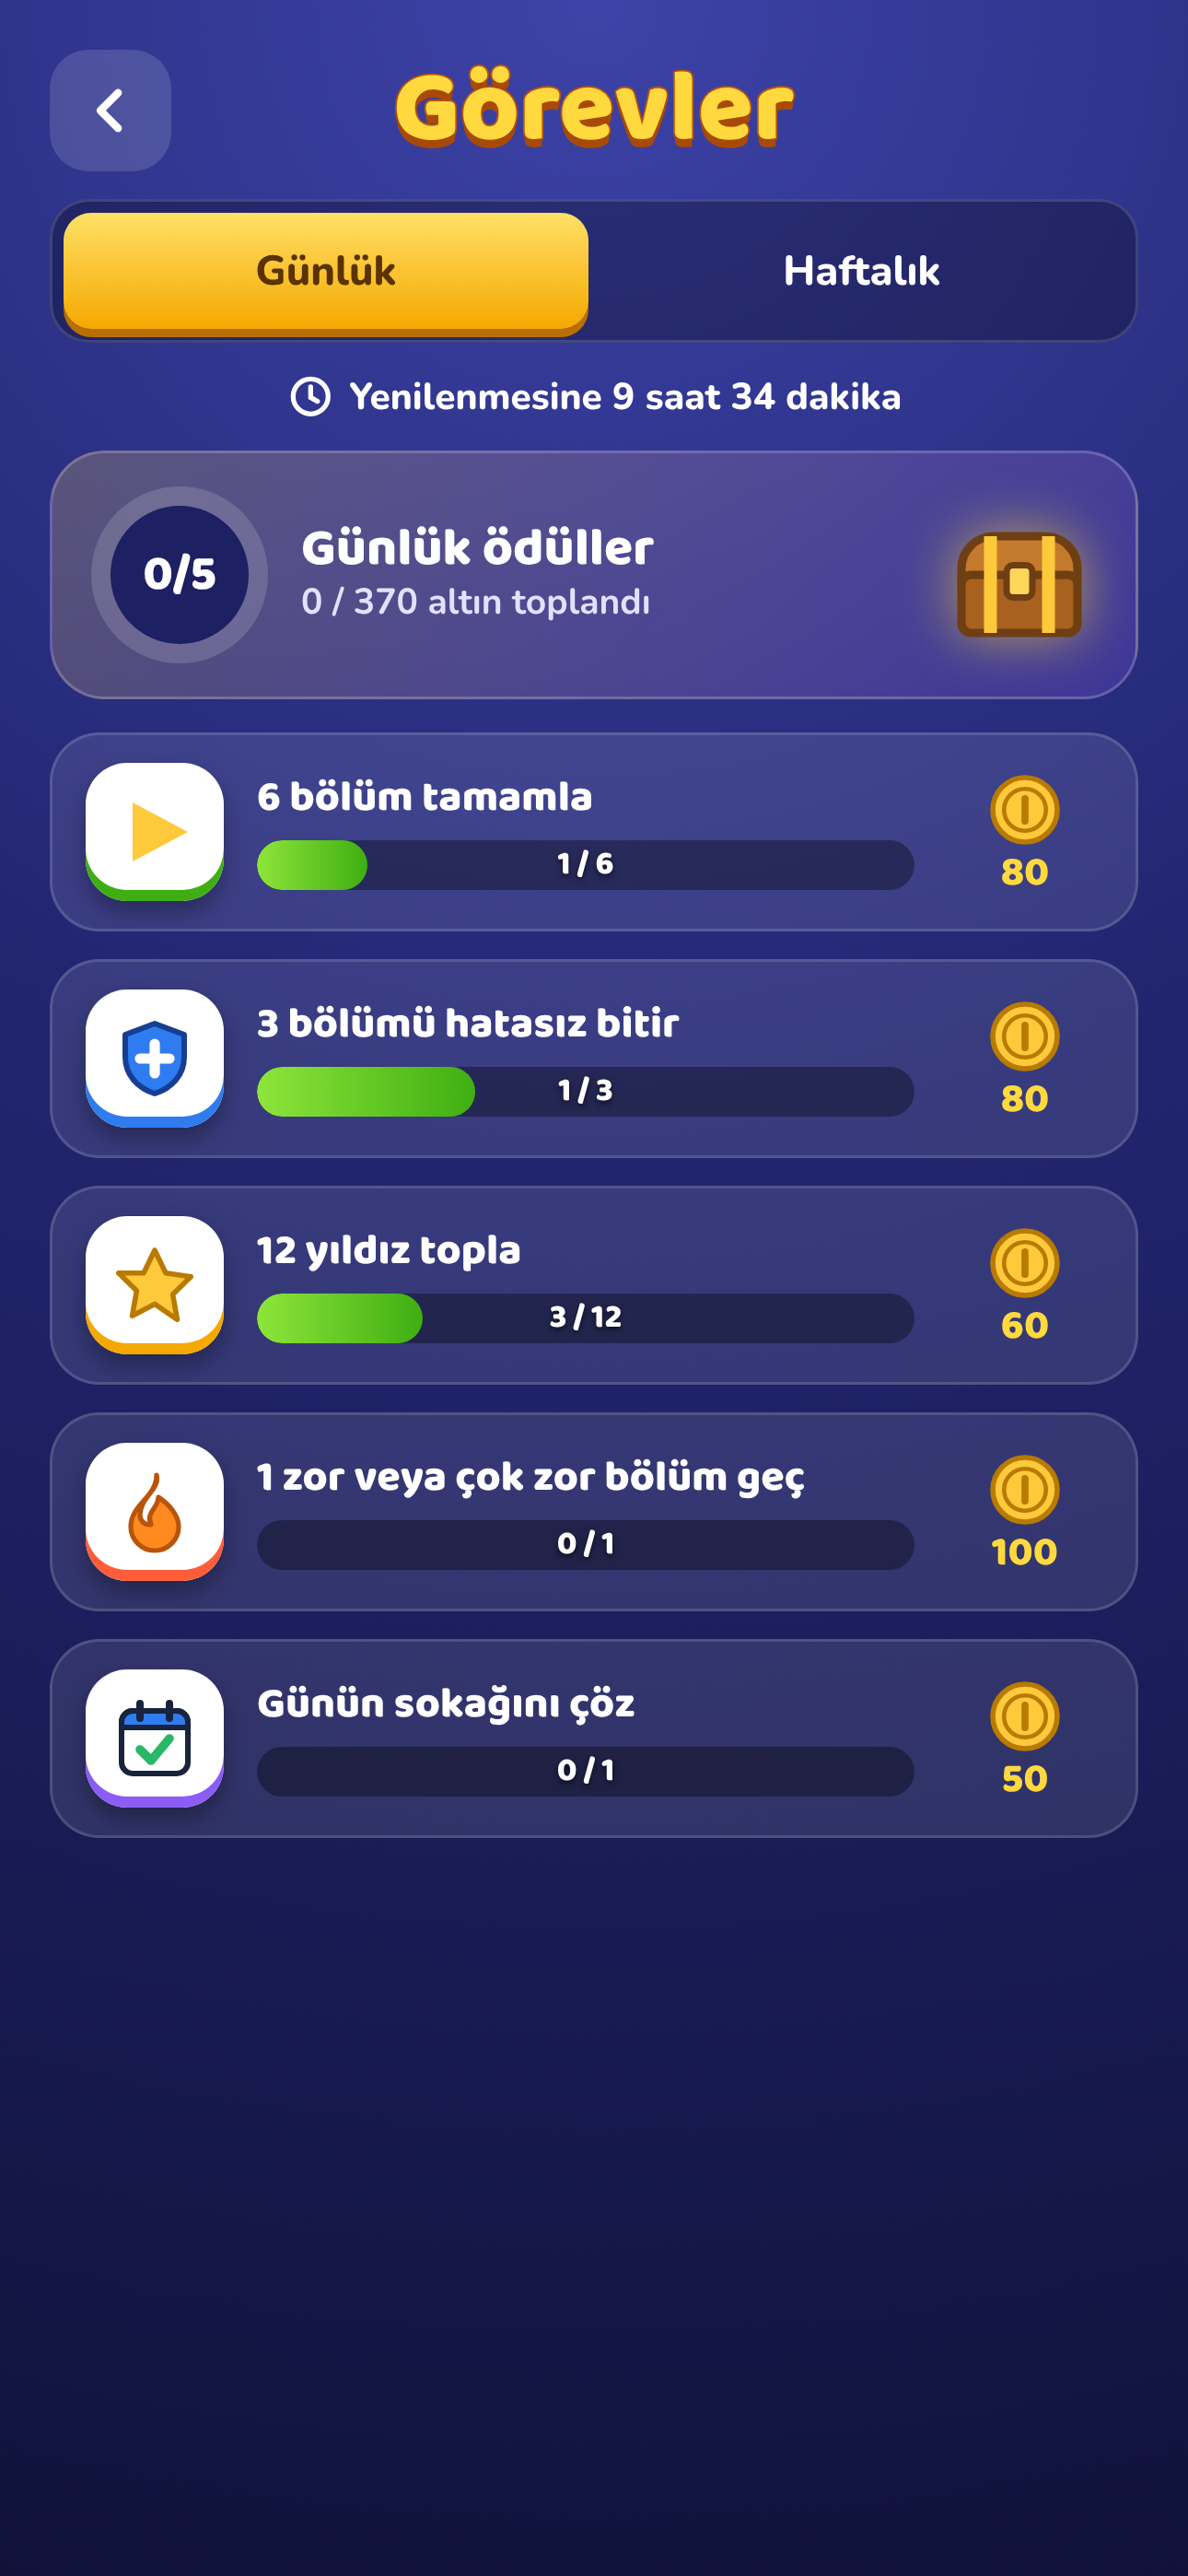 Görevler
Günlük
Haftalık
Yenilenmesine 9 saat 34 dakika
0/5
Günlük ödüller
0 / 370 altın toplandı
6 bölüm tamamla
1 / 6
80
3 bölümü hatasız bitir
1 / 3
80
12 yıldız topla
3 / 12
60
1 zor veya çok zor bölüm geç
0 / 1
100
Günün sokağını çöz
0 / 1
50